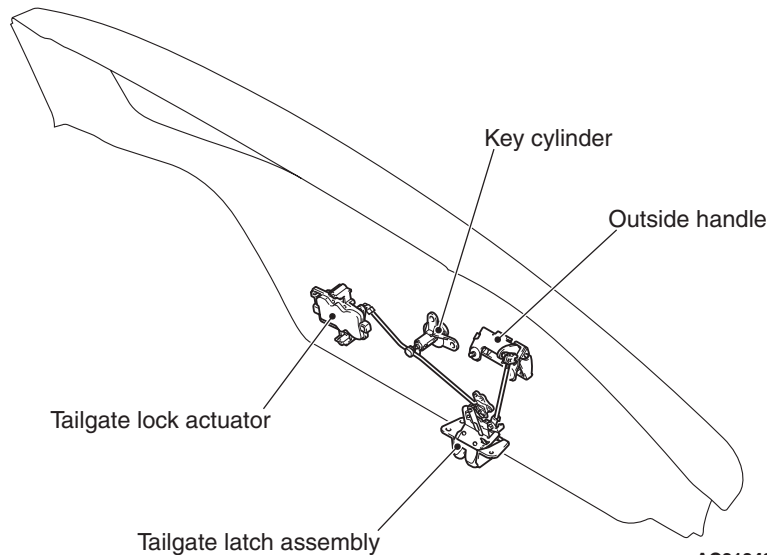 Key cylinder
Outside handle
Tailgate lock actuator
Tailgate latch assembly